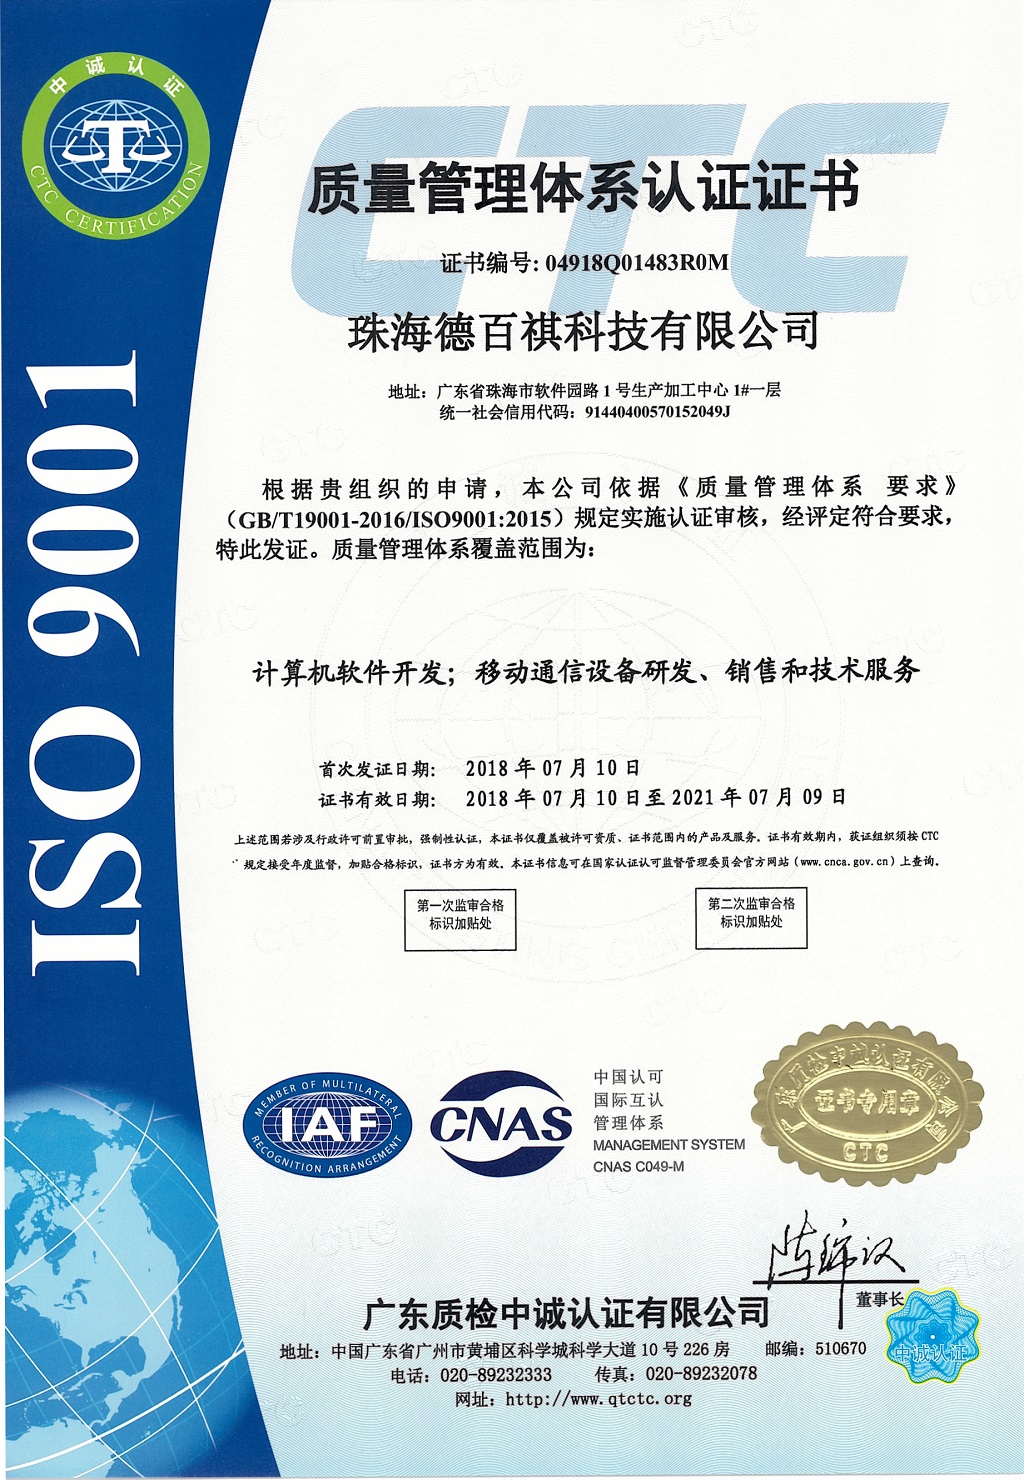 中诚认证
CTC CERTIFICATION
ISO 9001
CTC
质量管理体系认证证书
证书编号: 04918Q01483R0M
珠海德百祺科技有限公司
地址：广东省珠海市软件园路 1 号生产加工中心 1#一层
统一社会信用代码：91440400570152049J
根据贵组织的申请，本公司依据《质量管理体系 要求》
（GB/T19001-2016/ISO9001:2015）规定实施认证审核，经评定符合要求，
特此发证。质量管理体系覆盖范围为：
计算机软件开发；移动通信设备研发、销售和技术服务
首次发证日期： 2018 年 07 月 10 日
证书有效日期： 2018 年 07 月 10 日至 2021 年 07 月 09 日
上述范围若涉及行政许可前置审批，强制性认证，本证书仅覆盖被许可资质、证书范围内的产品及服务。证书有效期内，获证组织须按 CTC
规定接受年度监督，加贴合格标识，证书方为有效。本证书信息可在国家认证认可监督管理委员会官方网站（www.cnca.gov.cn）上查询。
第一次监审合格
标识加贴处
第二次监审合格
标识加贴处
MEMBER OF MULTILATERAL
IAF
RECOGNITION ARRANGEMENT
CNAS
中国认可
国际互认
管理体系
MANAGEMENT SYSTEM
CNAS C049-M
证书专用章
CTC
董事长
中诚认证
广东质检中诚认证有限公司
地址：中国广东省广州市黄埔区科学城科学大道 10 号 226 房 邮编：510670
电话：020-89232333 传真：020-89232078
网址：http://www.qtctc.org